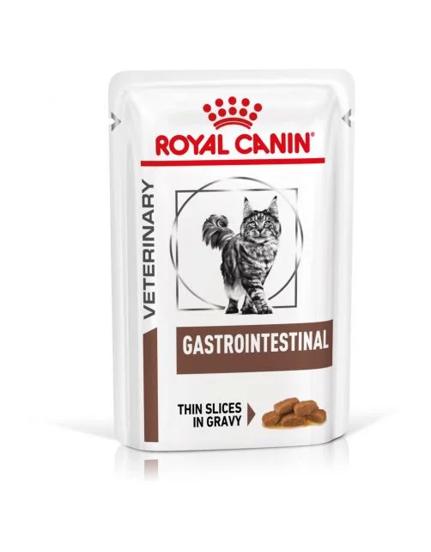 ROYAL CANIN®
VETERINARY
GASTROINTESTINAL
THIN SLICES
IN GRAVY